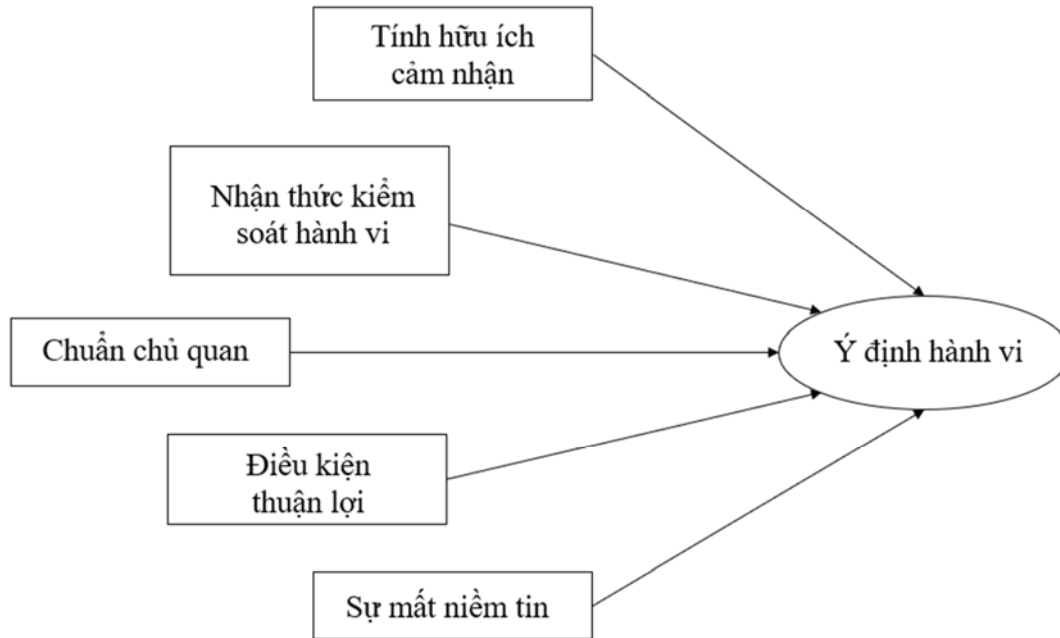 Tính hữu ích
cảm nhận
Nhận thức kiểm
soát hành vi
Chuẩn chủ quan
Ý định hành vi
Điều kiện
thuận lợi
Sự mất niềm tin